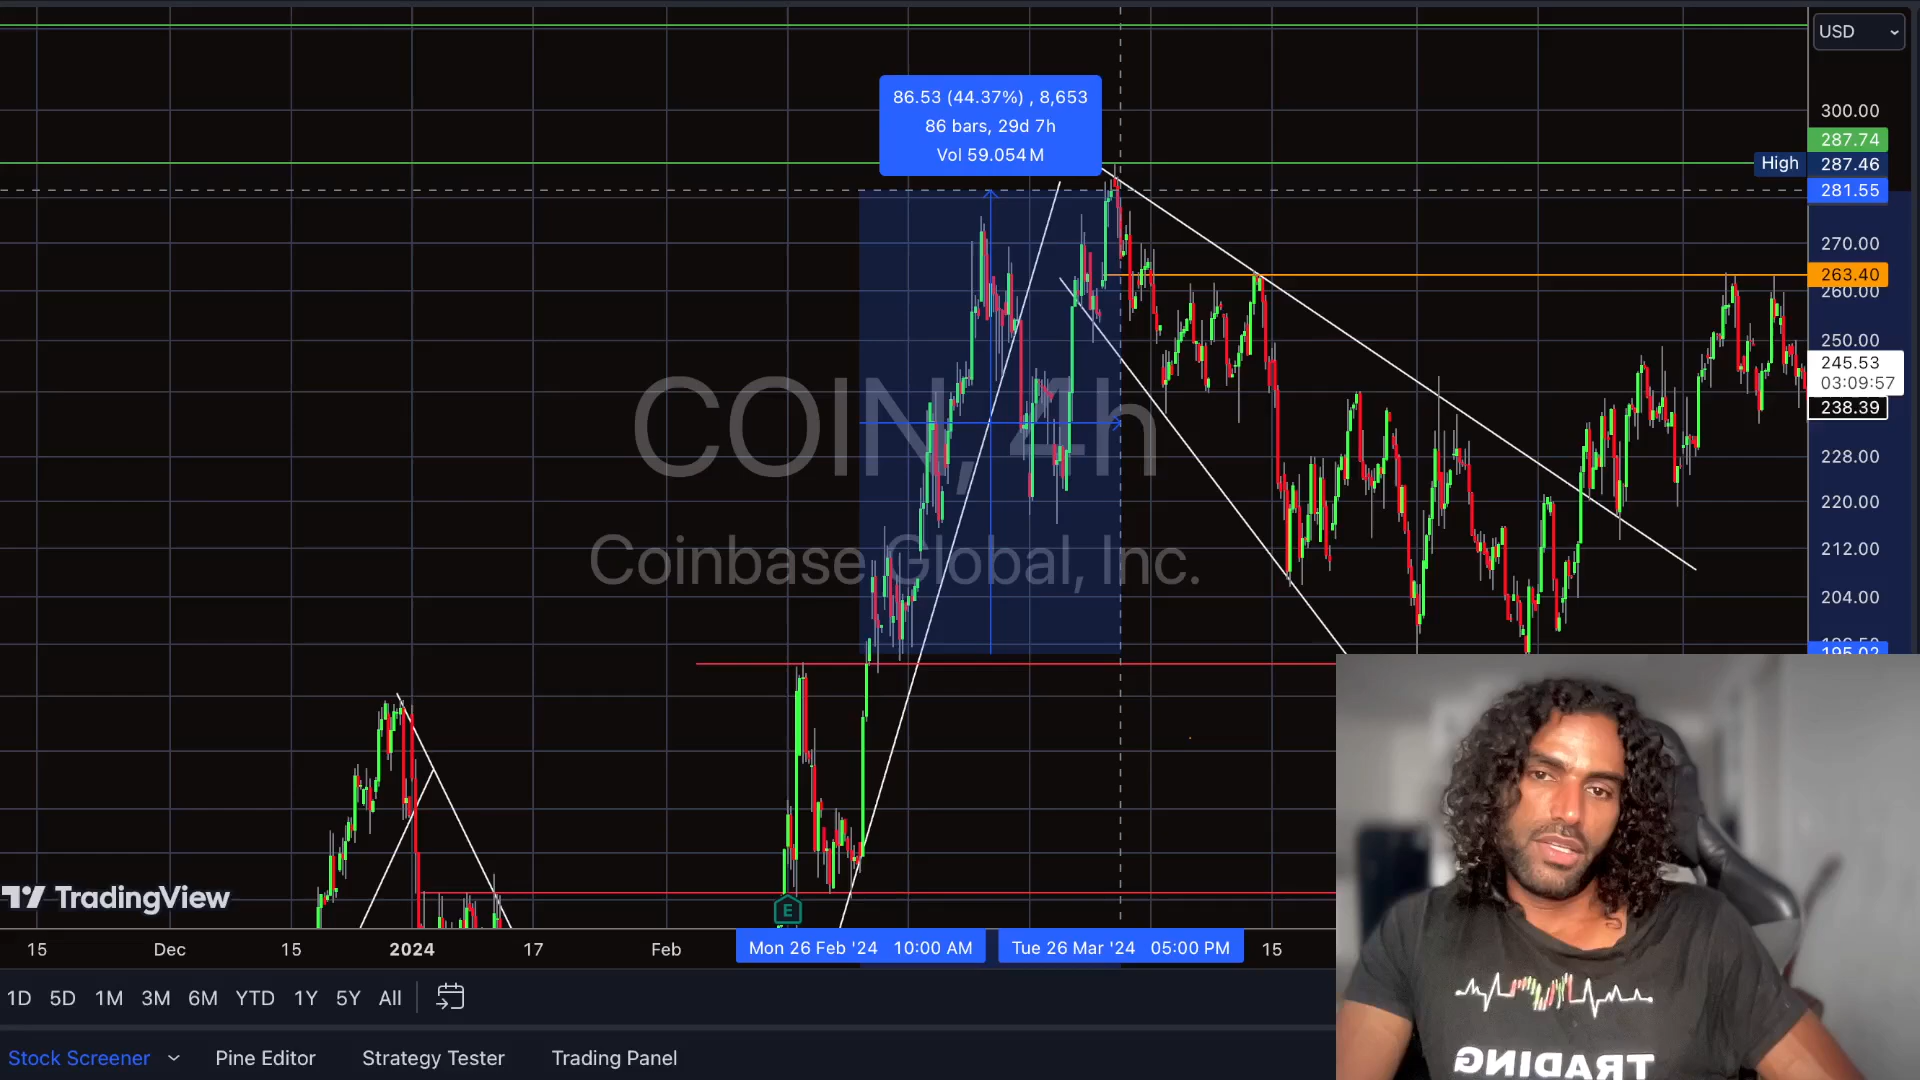 USD
86.53 (44.37%) , 8,653
86 bars, 29d 7h
Vol 59.054 M
300.00
287.74
High 287.46
281.55
270.00
263.40
260.00
250.00
245.53
03:09:57
238.39
228.00
220.00
212.00
204.00
195.02
COIN, 4h
Coinbase Global, Inc.
TradingView
E
15 Dec 15 2024 17 Feb Mon 26 Feb '24 10:00 AM Tue 26 Mar '24 05:00 PM 15
1D 5D 1M 3M 6M YTD 1Y 5Y All
Stock Screener Pine Editor Strategy Tester Trading Panel
TRADING